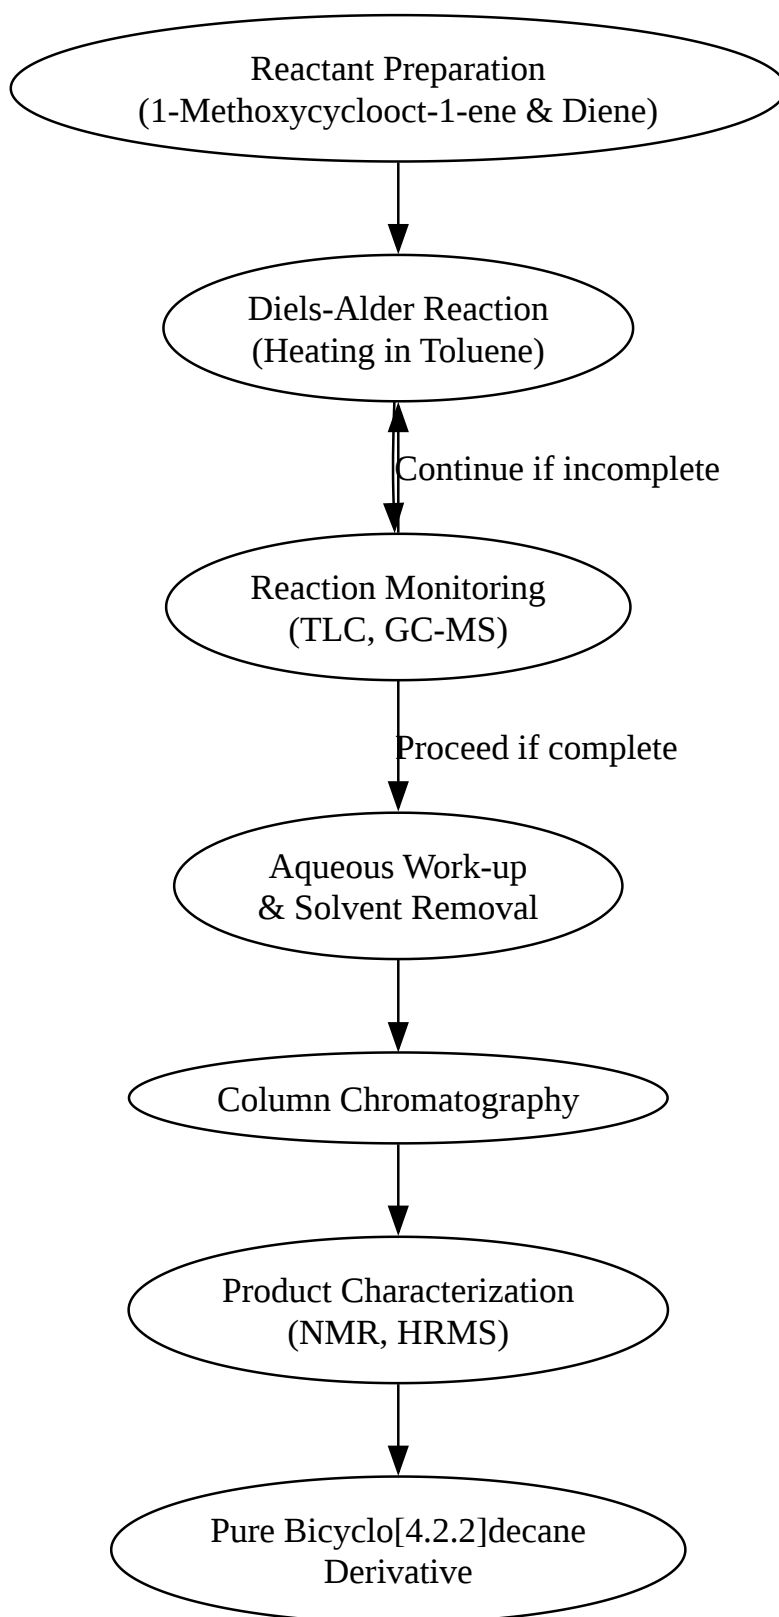 Reactant Preparation
(1-Methoxycyclooct-1-ene & Diene)
Diels-Alder Reaction
(Heating in Toluene)
Continue if incomplete
Reaction Monitoring
(TLC, GC-MS)
Proceed if complete
Aqueous Work-up
& Solvent Removal
Column Chromatography
Product Characterization
(NMR, HRMS)
Pure Bicyclo[4.2.2]decane
Derivative